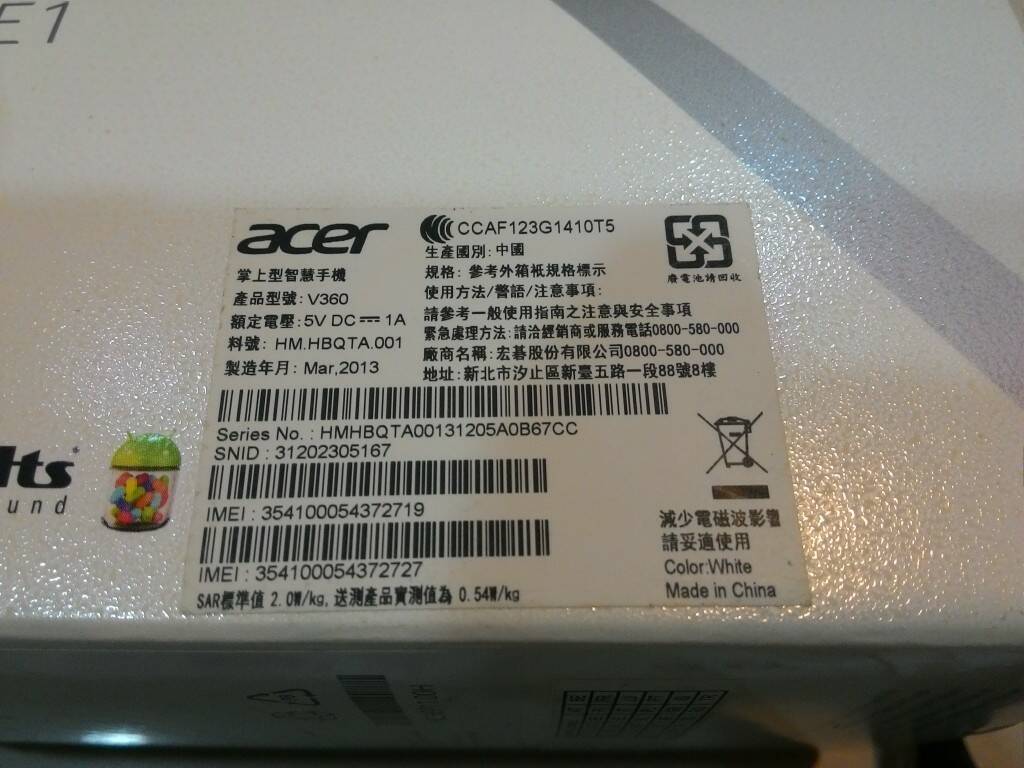 E1
acer
掌上型智慧手機
產品型號: V360
額定電壓: 5V DC ⎓ 1A
料號: HM.HBQTA.001
製造年月: Mar,2013
CCAF123G1410T5
生產國別: 中國
規格: 參考外箱紙規格標示
使用方法/警語/注意事項:
請參考一般使用指南之注意與安全事項
緊急處理方法: 請洽經銷商或服務電話0800-580-000
廠商名稱: 宏碁股份有限公司0800-580-000
地址: 新北市汐止區新臺五路一段88號8樓
廢電池請回收
Series No. : HMHBQTA00131205A0B67CC
SNID : 31202305167
IMEI : 354100054372719
IMEI : 354100054372727
SAR標準值 2.0W/kg, 送測產品實測值為 0.54W/kg
減少電磁波影響
請妥適使用
Color:White
Made in China
lts
und